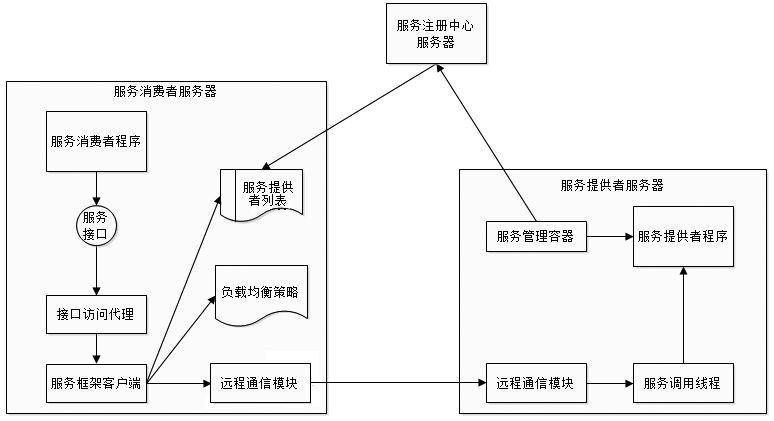 服务注册中心
服务器
服务消费者服务器
服务消费者程序
服务
接口
接口访问代理
服务框架客户端
服务提供
者列表
负载均衡策略
远程通信模块
服务提供者服务器
服务管理容器
服务提供者程序
远程通信模块
服务调用线程